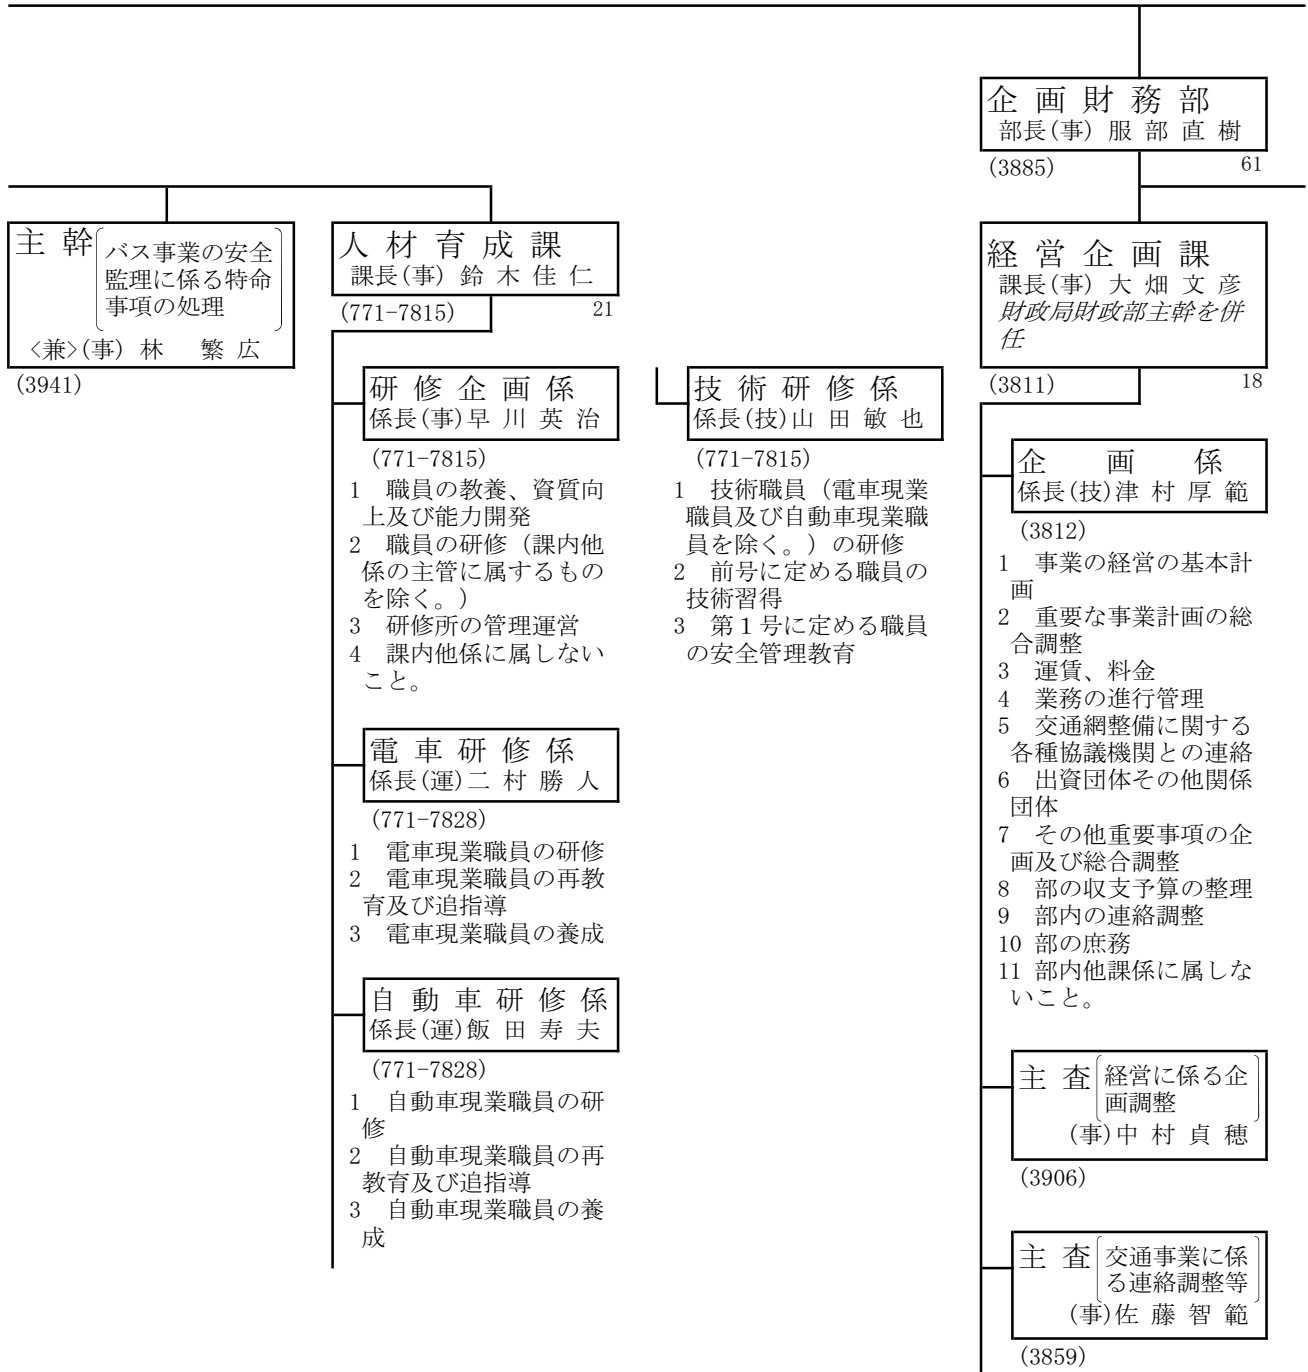 主幹
バス事業の安全
監理に係る特命
事項の処理
<兼>(事) 林　繁広
(3941)
人材育成課
課長(事) 鈴木佳仁
(771-7815)
21
研修企画係
係長(事)早川英治
(771-7815)
1　職員の教養、資質向
上及び能力開発
2　職員の研修（課内他
係の主管に属するもの
を除く。）
3　研修所の管理運営
4　課内他係に属しない
こと。
電車研修係
係長(運)二村勝人
(771-7828)
1　電車現業職員の研修
2　電車現業職員の再教
育及び追指導
3　電車現業職員の養成
自動車研修係
係長(運)飯田寿夫
(771-7828)
1　自動車現業職員の研
修
2　自動車現業職員の再
教育及び追指導
3　自動車現業職員の養
成
技術研修係
係長(技)山田敏也
(771-7815)
1　技術職員（電車現業
職員及び自動車現業職
員を除く。）の研修
2　前号に定める職員の
技術習得
3　第１号に定める職員
の安全管理教育
企画財務部
部長(事) 服部直樹
(3885)
61
経営企画課
課長(事) 大畑文彦
財政局財政部主幹を併
任
(3811)
18
企画係
係長(技)津村厚範
(3812)
1　事業の経営の基本計
画
2　重要な事業計画の総
合調整
3　運賃、料金
4　業務の進行管理
5　交通網整備に関する
各種協議機関との連絡
6　出資団体その他関係
団体
7　その他重要事項の企
画及び総合調整
8　部の収支予算の整理
9　部内の連絡調整
10 部の庶務
11 部内他課係に属しな
いこと。
主査
経営に係る企
画調整
(事)中村貞穂
(3906)
主査
交通事業に係
る連絡調整等
(事)佐藤智範
(3859)